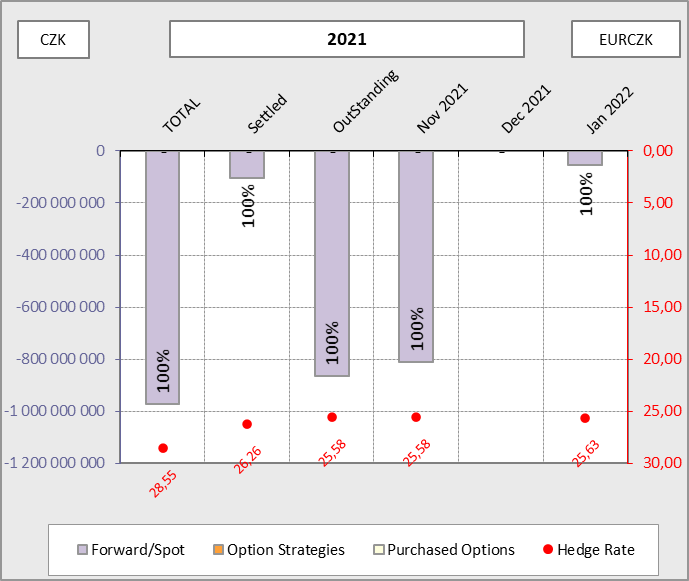 CZK 2021 EURCZK
TOTAL Settled OutStanding Nov 2021 Dec 2021 Jan 2022
0 0,00
-200 000 000 100% 100% 5,00
-400 000 000 10,00
-600 000 000 15,00
-800 000 000 100% 100% 100% 20,00
-1 000 000 000 25,00
-1 200 000 000 28,55 26,26 25,58 25,58 25,63 30,00
Forward/Spot Option Strategies Purchased Options Hedge Rate